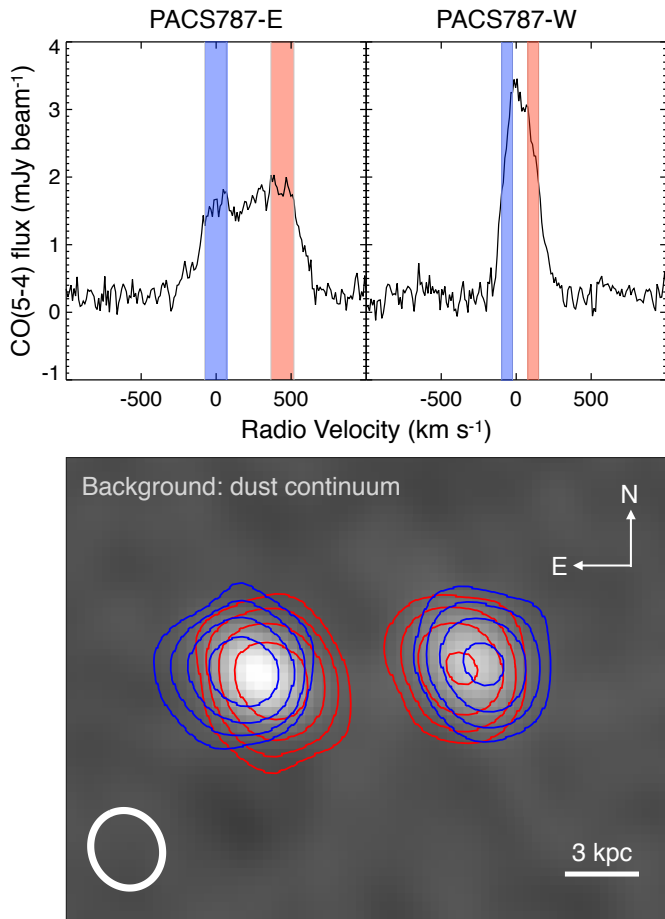 PACS787-E PACS787-W
4
3
2
1
0
-1
CO(5-4) flux (mJy beam-1)
-500 0 500 -500 0 500
Radio Velocity (km s-1)
Background: dust continuum
N
E
3 kpc